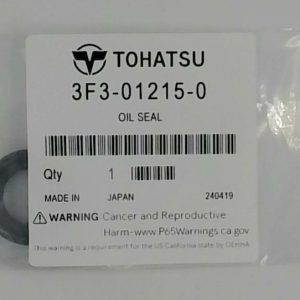 TOHATSU
3F3-01215-0
OIL SEAL
Qty 1
MADE IN JAPAN 240419
⚠ WARNING Cancer and Reproductive
Harm-www.P65Warnings.ca.gov
This warning is a requirement for the US California state by OEHHA